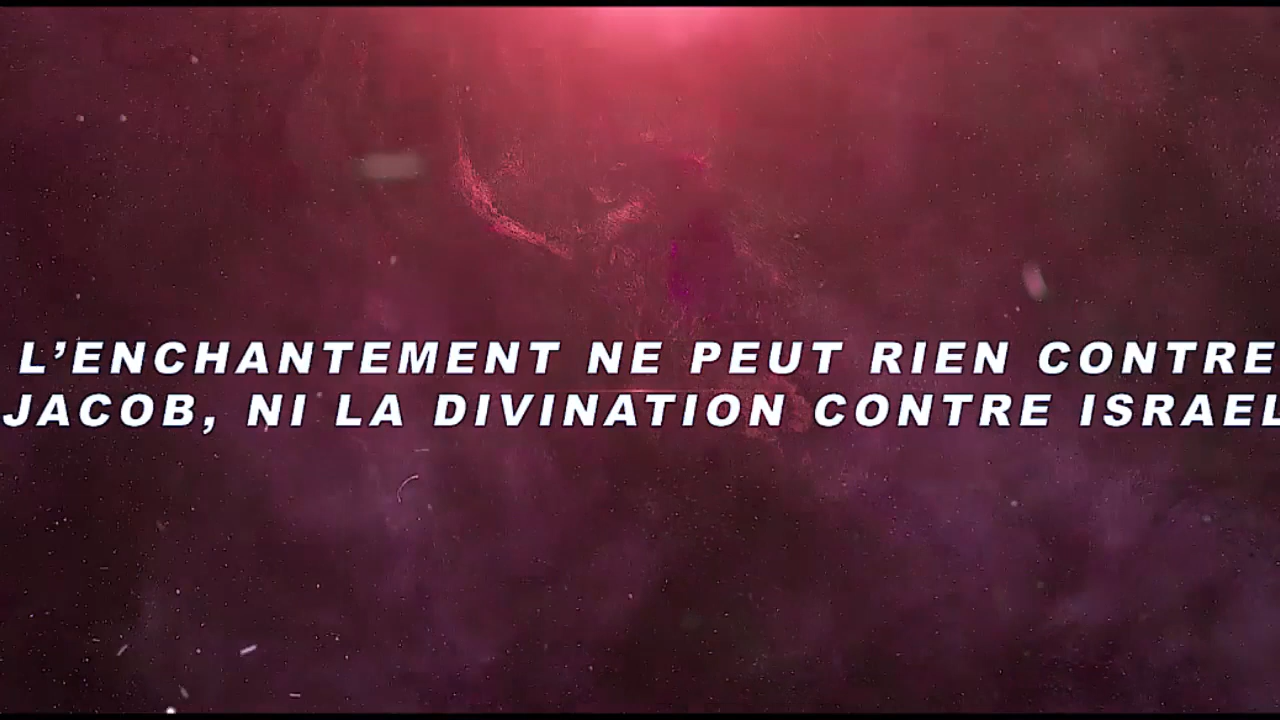 L’ENCHANTEMENT NE PEUT RIEN CONTRE
JACOB, NI LA DIVINATION CONTRE ISRAEL